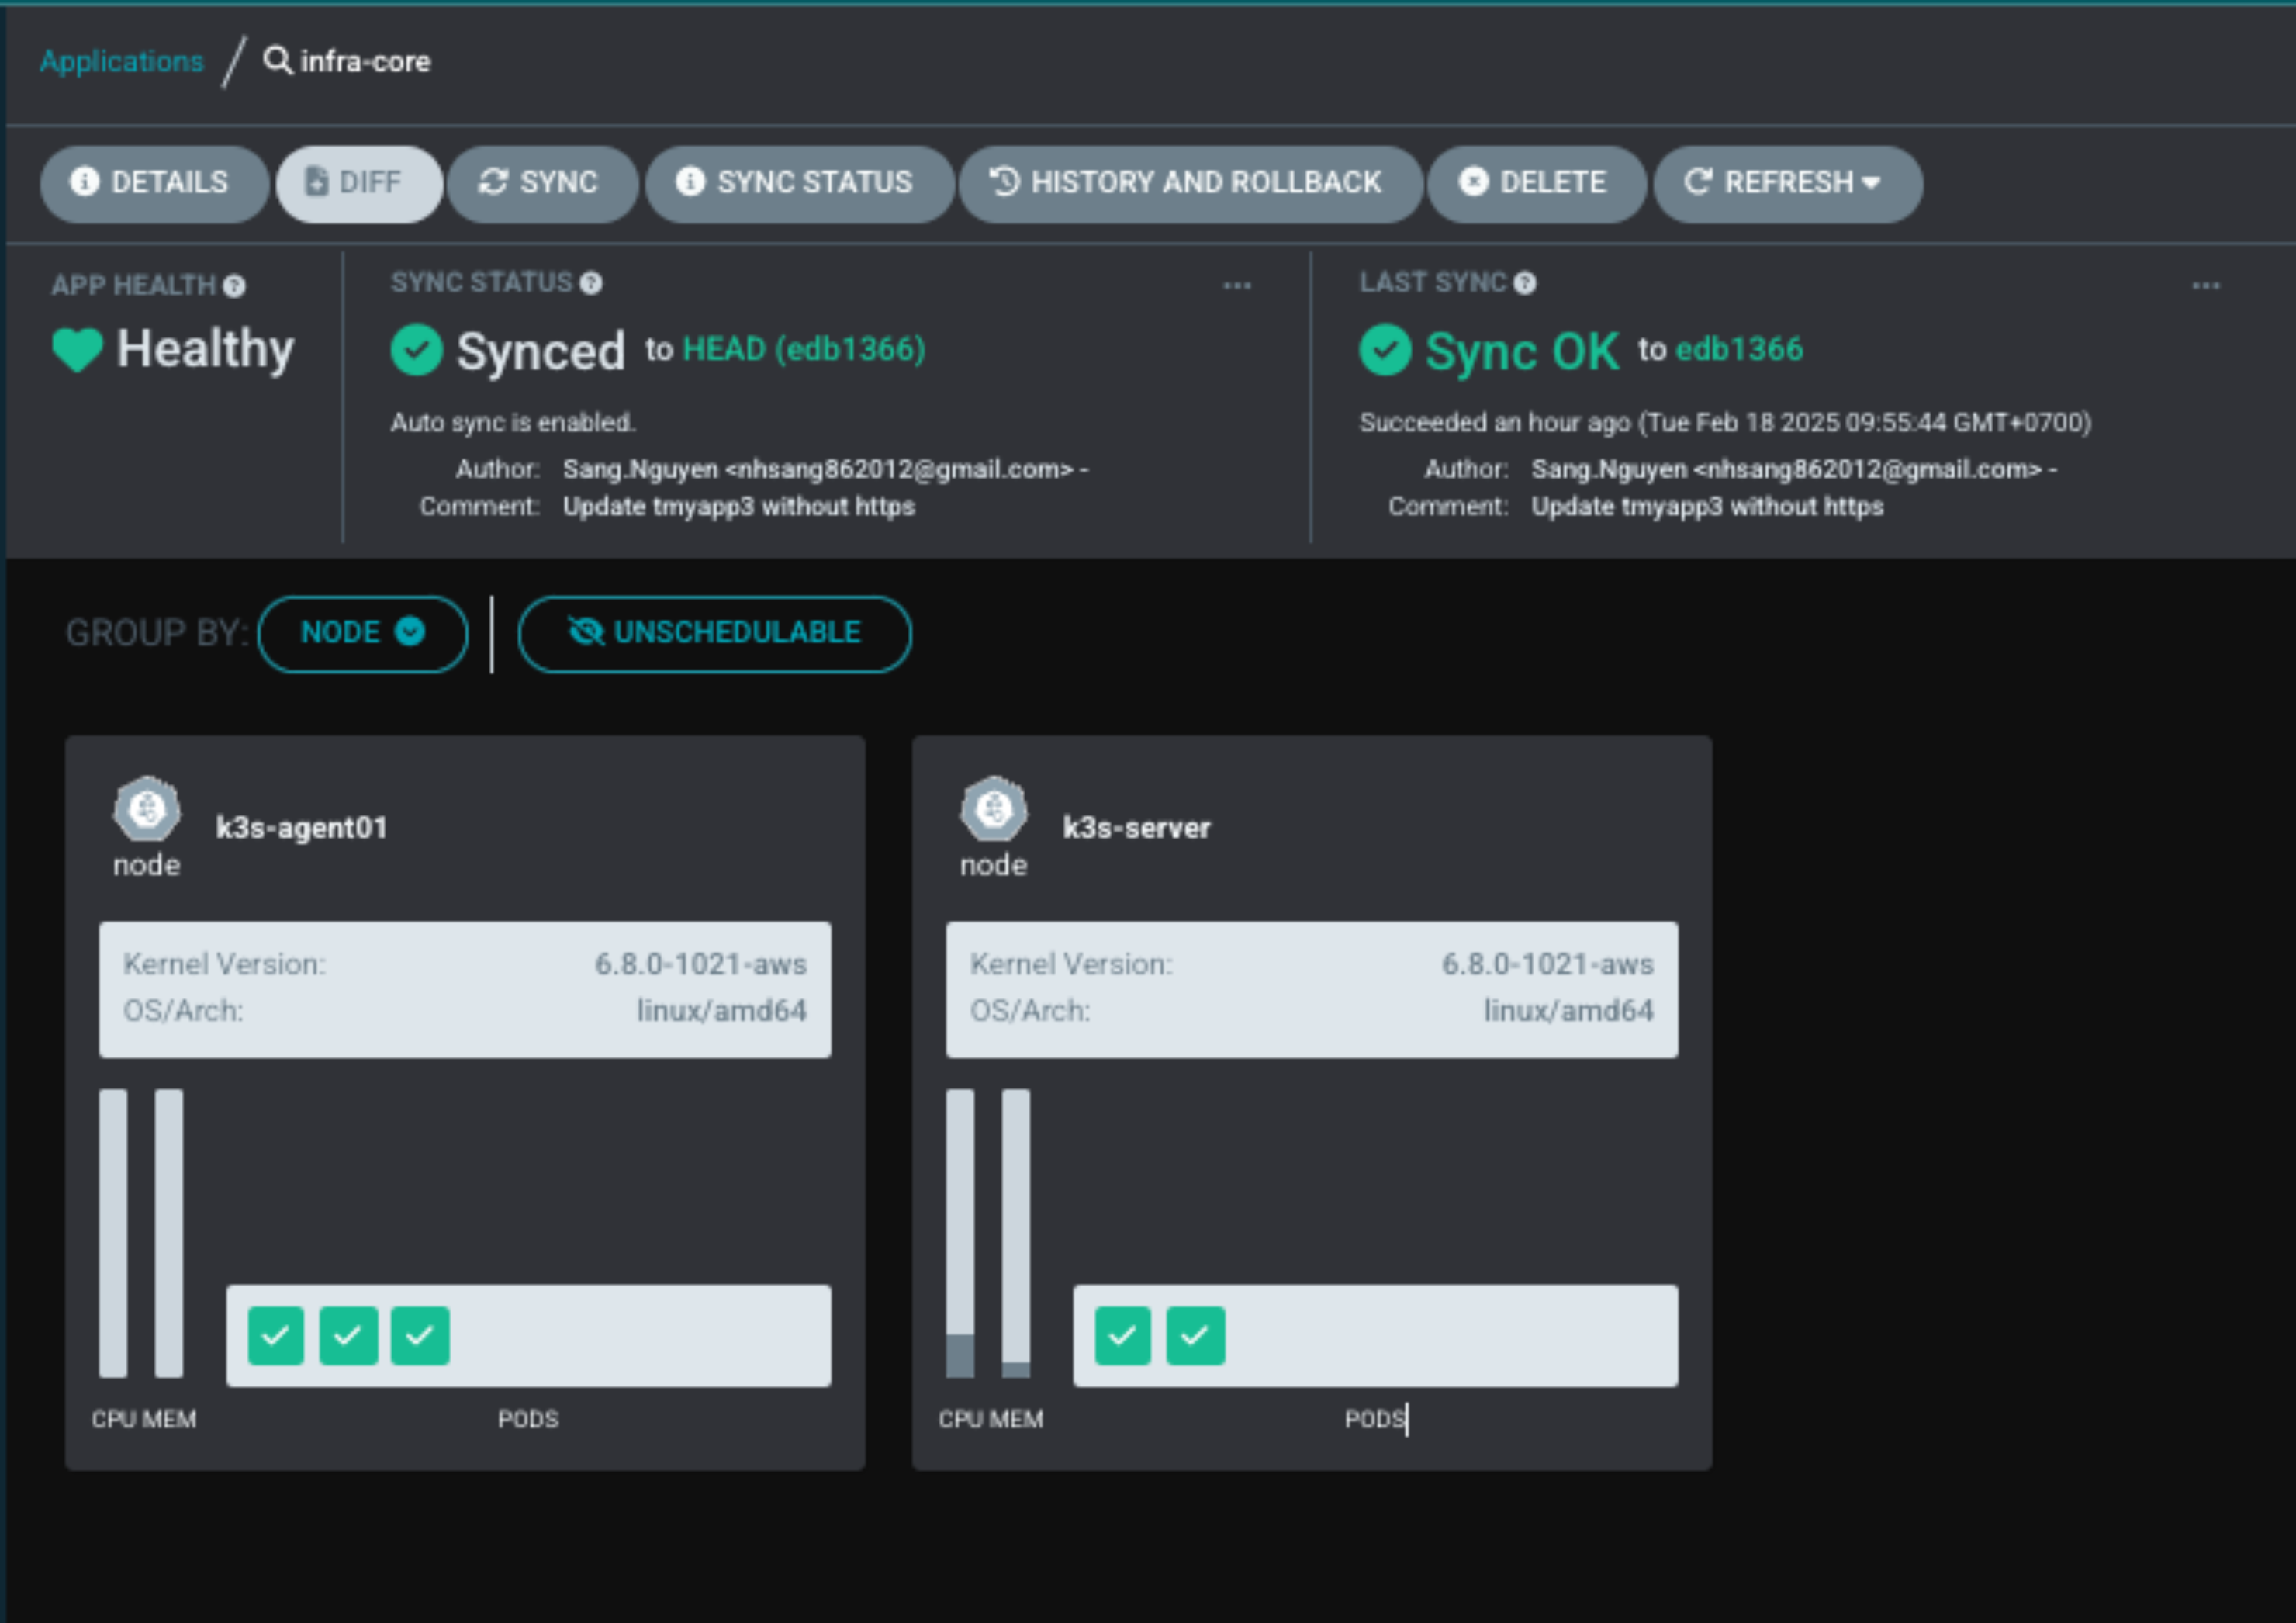 Applications / infra-core
DETAILS DIFF SYNC SYNC STATUS HISTORY AND ROLLBACK DELETE REFRESH
APP HEALTH
Healthy
SYNC STATUS
Synced to HEAD (edb1366)
Auto sync is enabled.
Author: Sang.Nguyen <nhsang862012@gmail.com> -
Comment: Update tmyapp3 without https
LAST SYNC
Sync OK to edb1366
Succeeded an hour ago (Tue Feb 18 2025 09:55:44 GMT+0700)
Author: Sang.Nguyen <nhsang862012@gmail.com> -
Comment: Update tmyapp3 without https
GROUP BY: NODE UNSCHEDULABLE
k3s-agent01
node
Kernel Version: 6.8.0-1021-aws
OS/Arch: linux/amd64
CPU MEM PODS
k3s-server
node
Kernel Version: 6.8.0-1021-aws
OS/Arch: linux/amd64
CPU MEM PODS